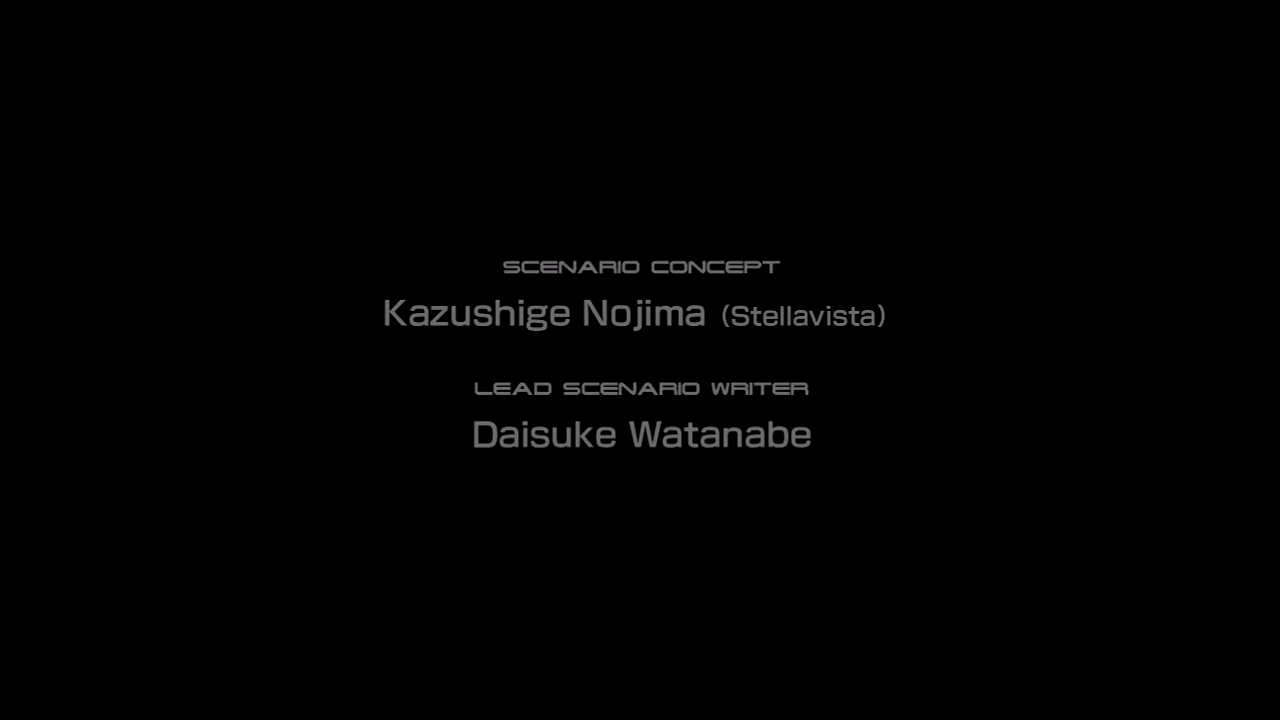 SCENARIO CONCEPT
Kazushige Nojima (Stellavista)
LEAD SCENARIO WRITER
Daisuke Watanabe